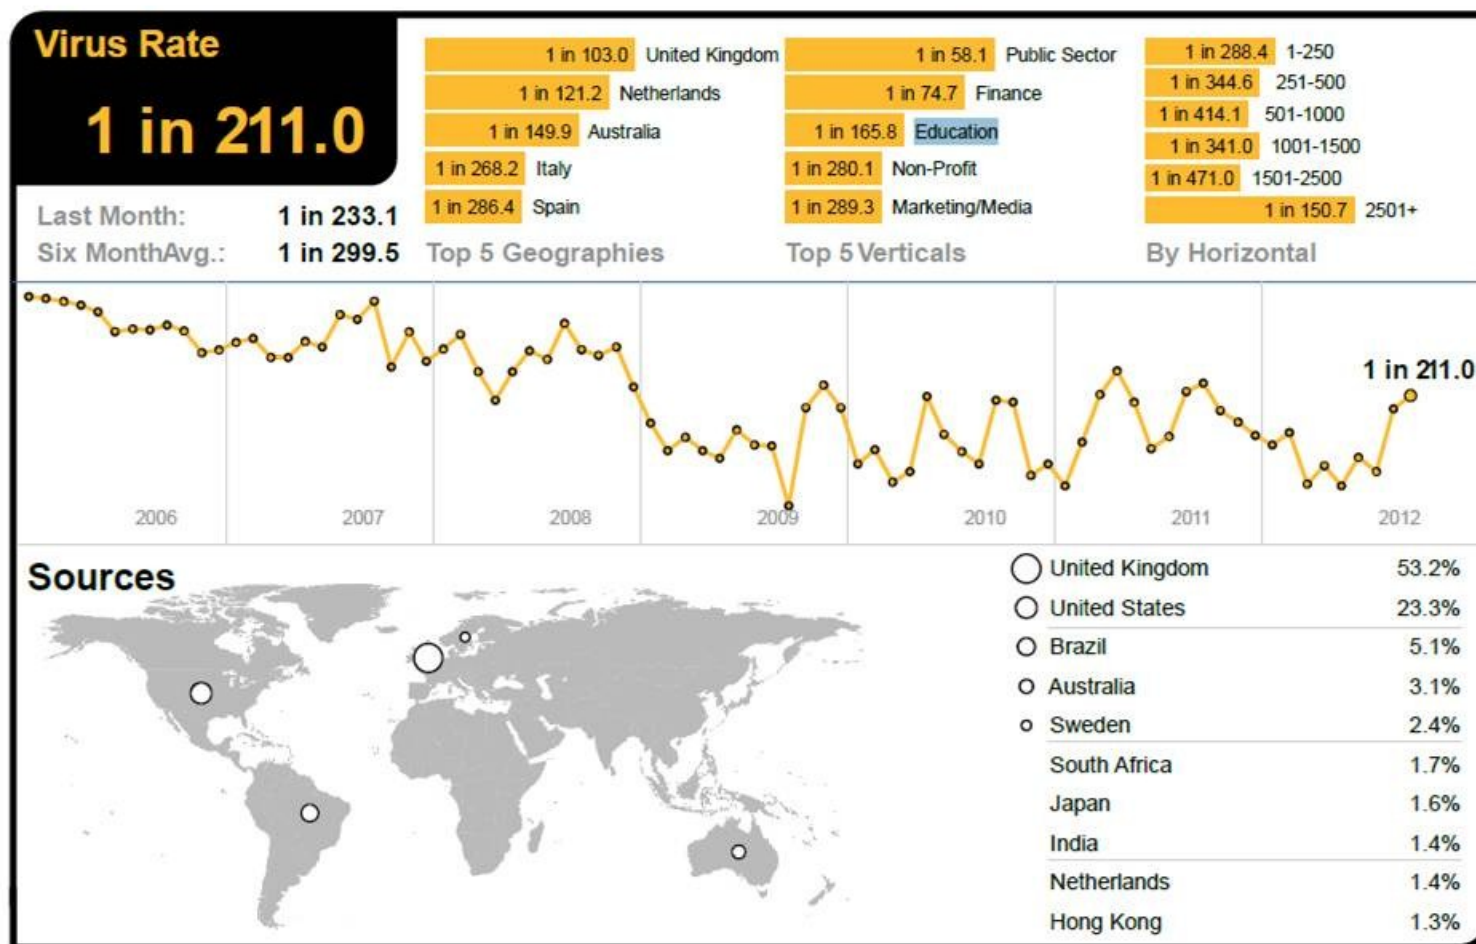 Virus Rate
1 in 211.0
Last Month: 1 in 233.1
Six MonthAvg.: 1 in 299.5
1 in 103.0 United Kingdom
1 in 121.2 Netherlands
1 in 149.9 Australia
1 in 268.2 Italy
1 in 286.4 Spain
Top 5 Geographies
1 in 58.1 Public Sector
1 in 74.7 Finance
1 in 165.8 Education
1 in 280.1 Non-Profit
1 in 289.3 Marketing/Media
Top 5 Verticals
1 in 288.4 1-250
1 in 344.6 251-500
1 in 414.1 501-1000
1 in 341.0 1001-1500
1 in 471.0 1501-2500
1 in 150.7 2501+
By Horizontal
1 in 211.0
2006 2007 2008 2009 2010 2011 2012
Sources
United Kingdom 53.2%
United States 23.3%
Brazil 5.1%
Australia 3.1%
Sweden 2.4%
South Africa 1.7%
Japan 1.6%
India 1.4%
Netherlands 1.4%
Hong Kong 1.3%